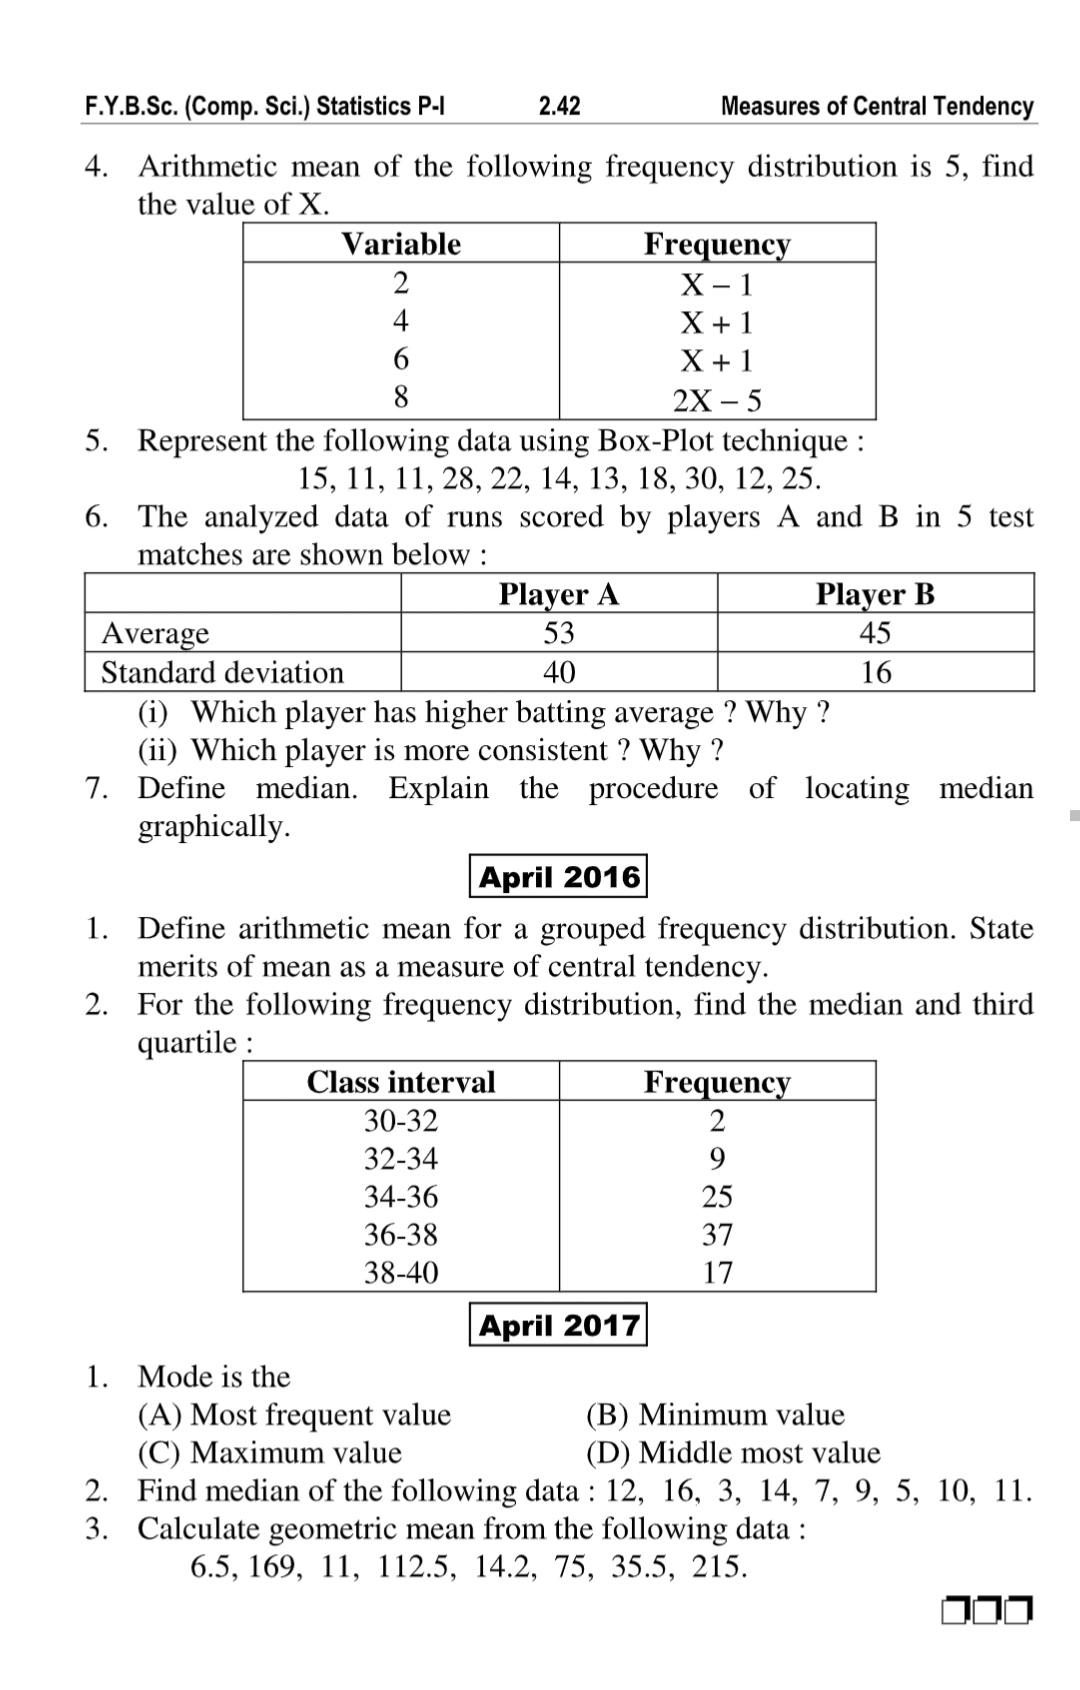 F.Y.B.Sc. (Comp. Sci.) Statistics P-I 2.42 Measures of Central Tendency
4. Arithmetic mean of the following frequency distribution is 5, find
the value of X.
Variable Frequency
2 X – 1
4 X + 1
6 X + 1
8 2X – 5
5. Represent the following data using Box-Plot technique :
15, 11, 11, 28, 22, 14, 13, 18, 30, 12, 25.
6. The analyzed data of runs scored by players A and B in 5 test
matches are shown below :
Player A Player B
Average 53 45
Standard deviation 40 16
(i) Which player has higher batting average ? Why ?
(ii) Which player is more consistent ? Why ?
7. Define median. Explain the procedure of locating median
graphically.
April 2016
1. Define arithmetic mean for a grouped frequency distribution. State
merits of mean as a measure of central tendency.
2. For the following frequency distribution, find the median and third
quartile :
Class interval Frequency
30-32 2
32-34 9
34-36 25
36-38 37
38-40 17
April 2017
1. Mode is the
(A) Most frequent value (B) Minimum value
(C) Maximum value (D) Middle most value
2. Find median of the following data : 12, 16, 3, 14, 7, 9, 5, 10, 11.
3. Calculate geometric mean from the following data :
6.5, 169, 11, 112.5, 14.2, 75, 35.5, 215.